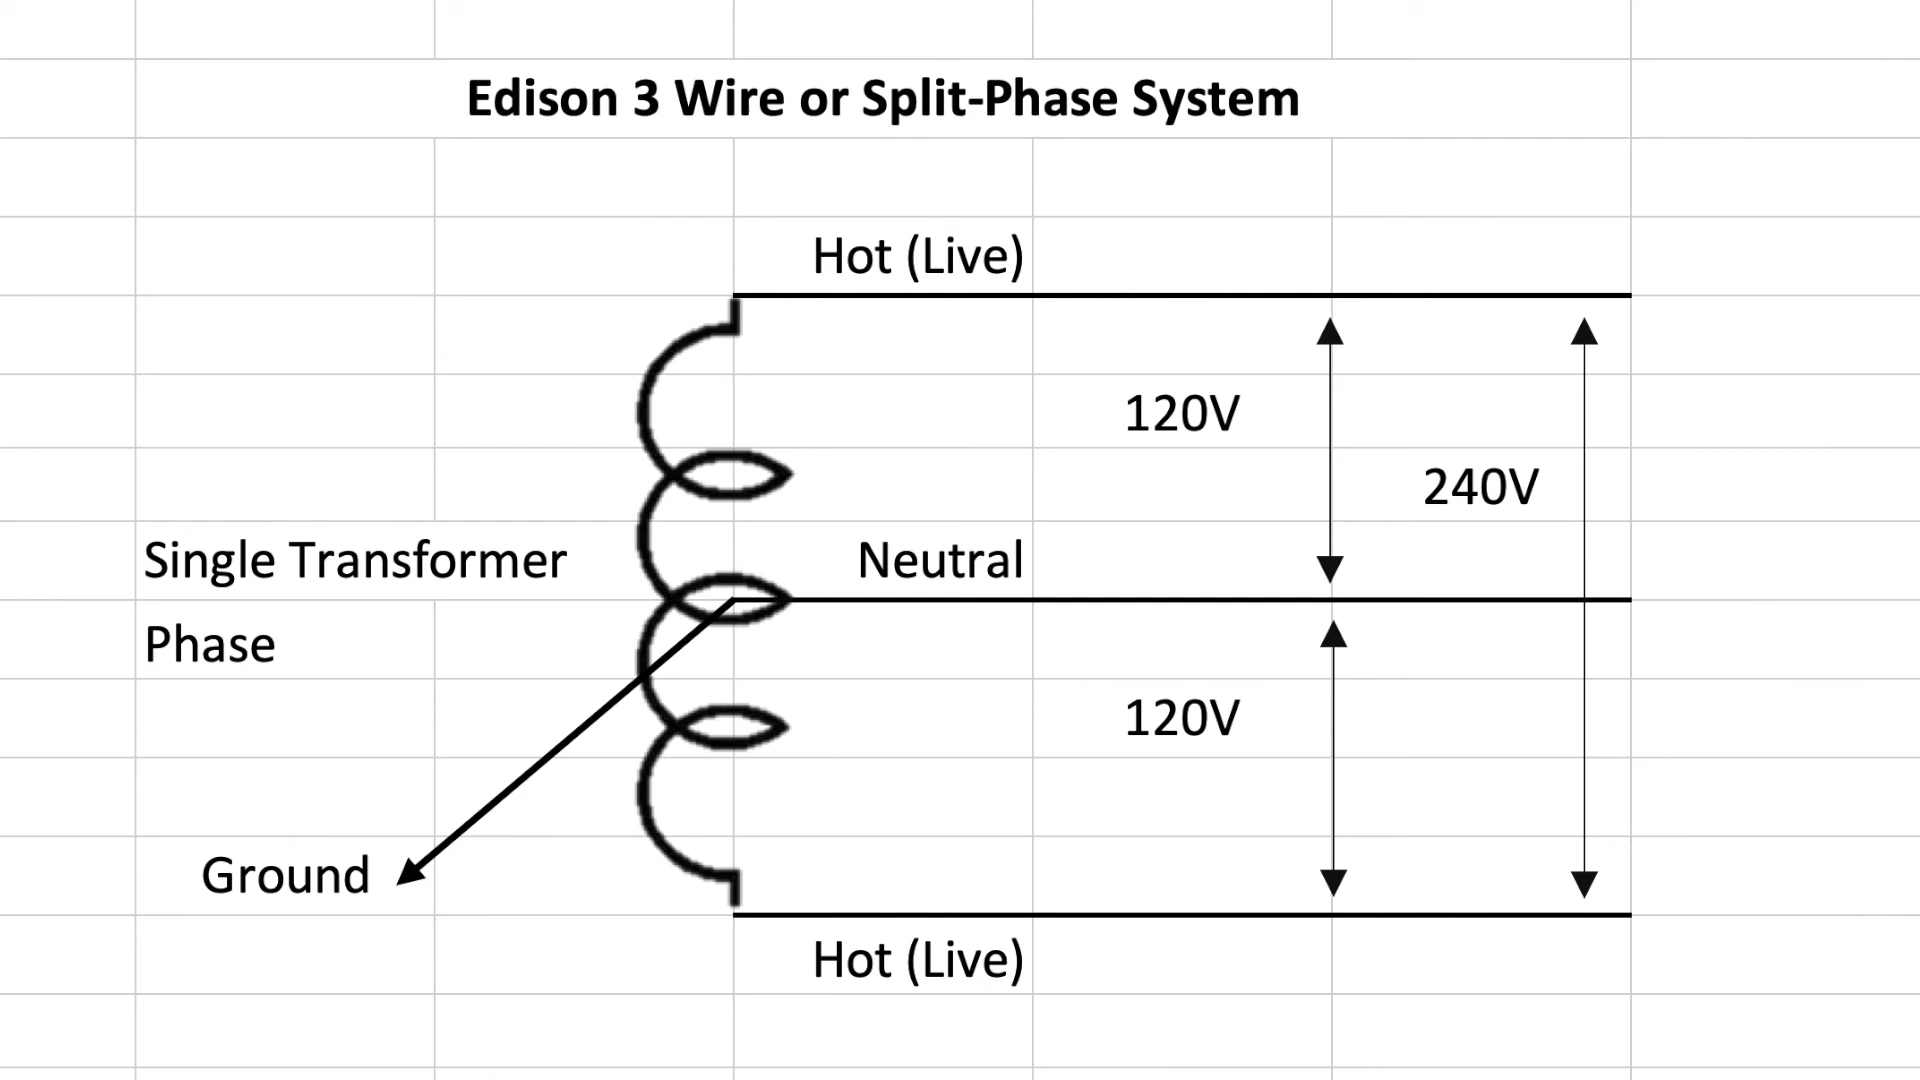 Edison 3 Wire or Split-Phase System
Hot (Live)
120V
240V
Single Transformer
Neutral
Phase
120V
Ground
Hot (Live)